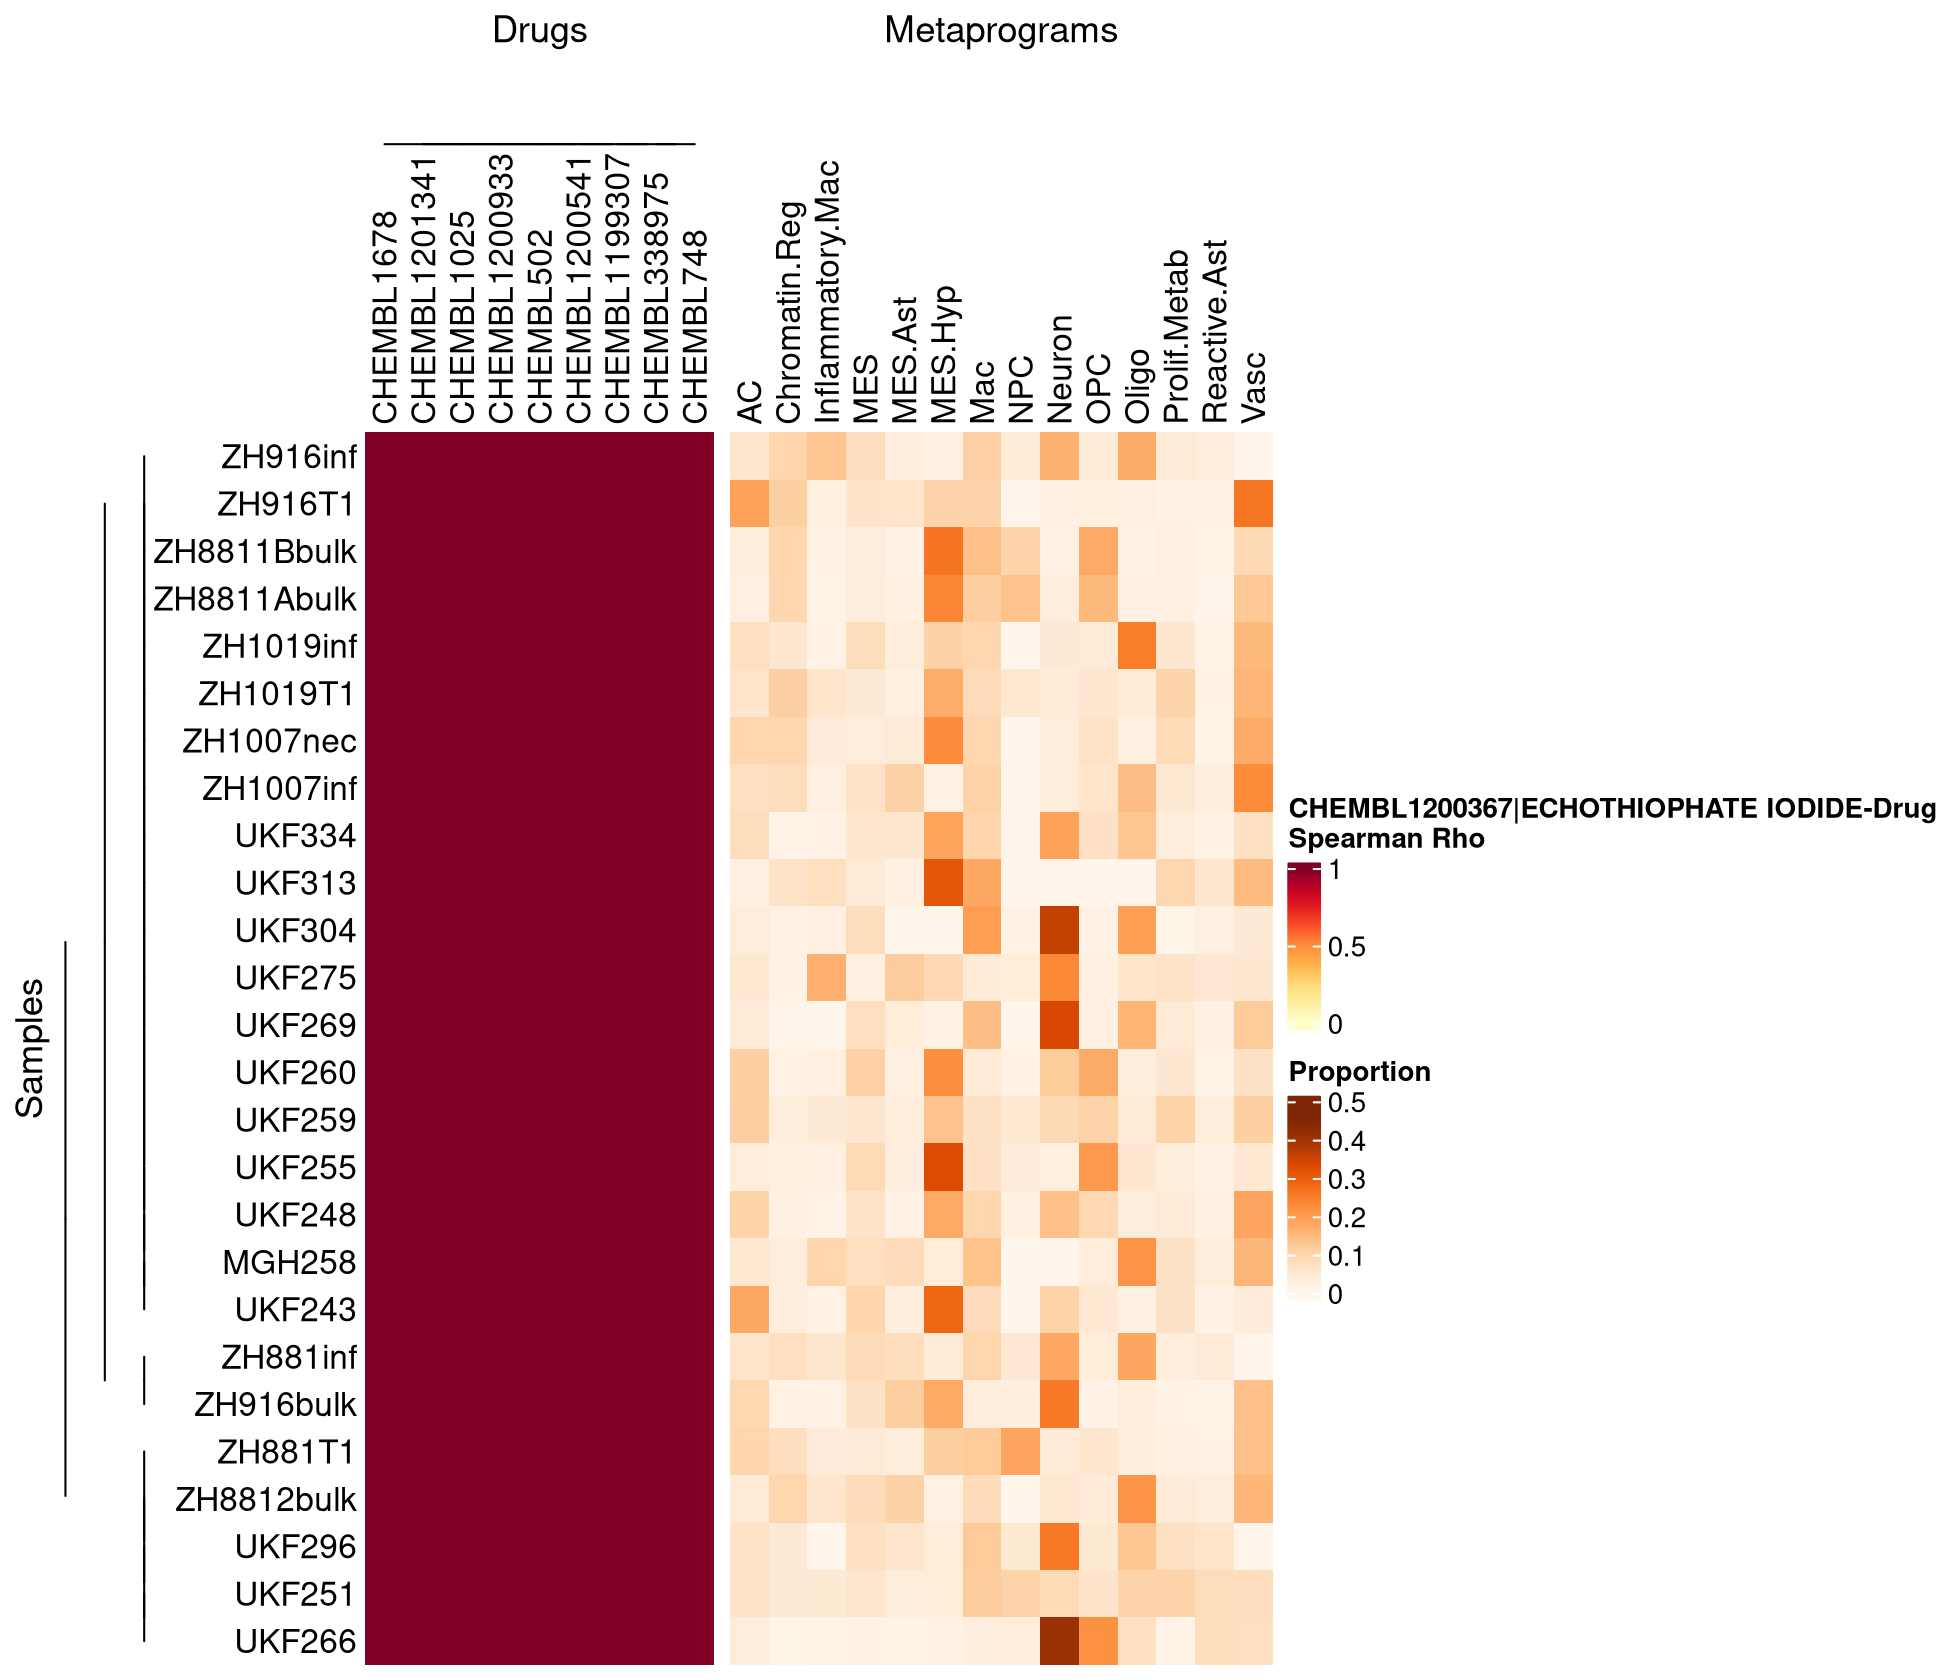 Drugs
Metaprograms
CHEMBL1678
CHEMBL1201341
CHEMBL1025
CHEMBL1200933
CHEMBL502
CHEMBL1200541
CHEMBL1199307
CHEMBL338975
CHEMBL748
AC
Chromatin.Reg
Inflammatory.Mac
MES
MES.Ast
MES.Hyp
Mac
NPC
Neuron
OPC
Oligo
Prolif.Metab
Reactive.Ast
Vasc
Samples
ZH916inf
ZH916T1
ZH8811Bbulk
ZH8811Abulk
ZH1019inf
ZH1019T1
ZH1007nec
ZH1007inf
UKF334
UKF313
UKF304
UKF275
UKF269
UKF260
UKF259
UKF255
UKF248
MGH258
UKF243
ZH881inf
ZH916bulk
ZH881T1
ZH8812bulk
UKF296
UKF251
UKF266
CHEMBL1200367|ECHOTHIOPHATE IODIDE-Drug
Spearman Rho
1
0.5
0
Proportion
0.5
0.4
0.3
0.2
0.1
0